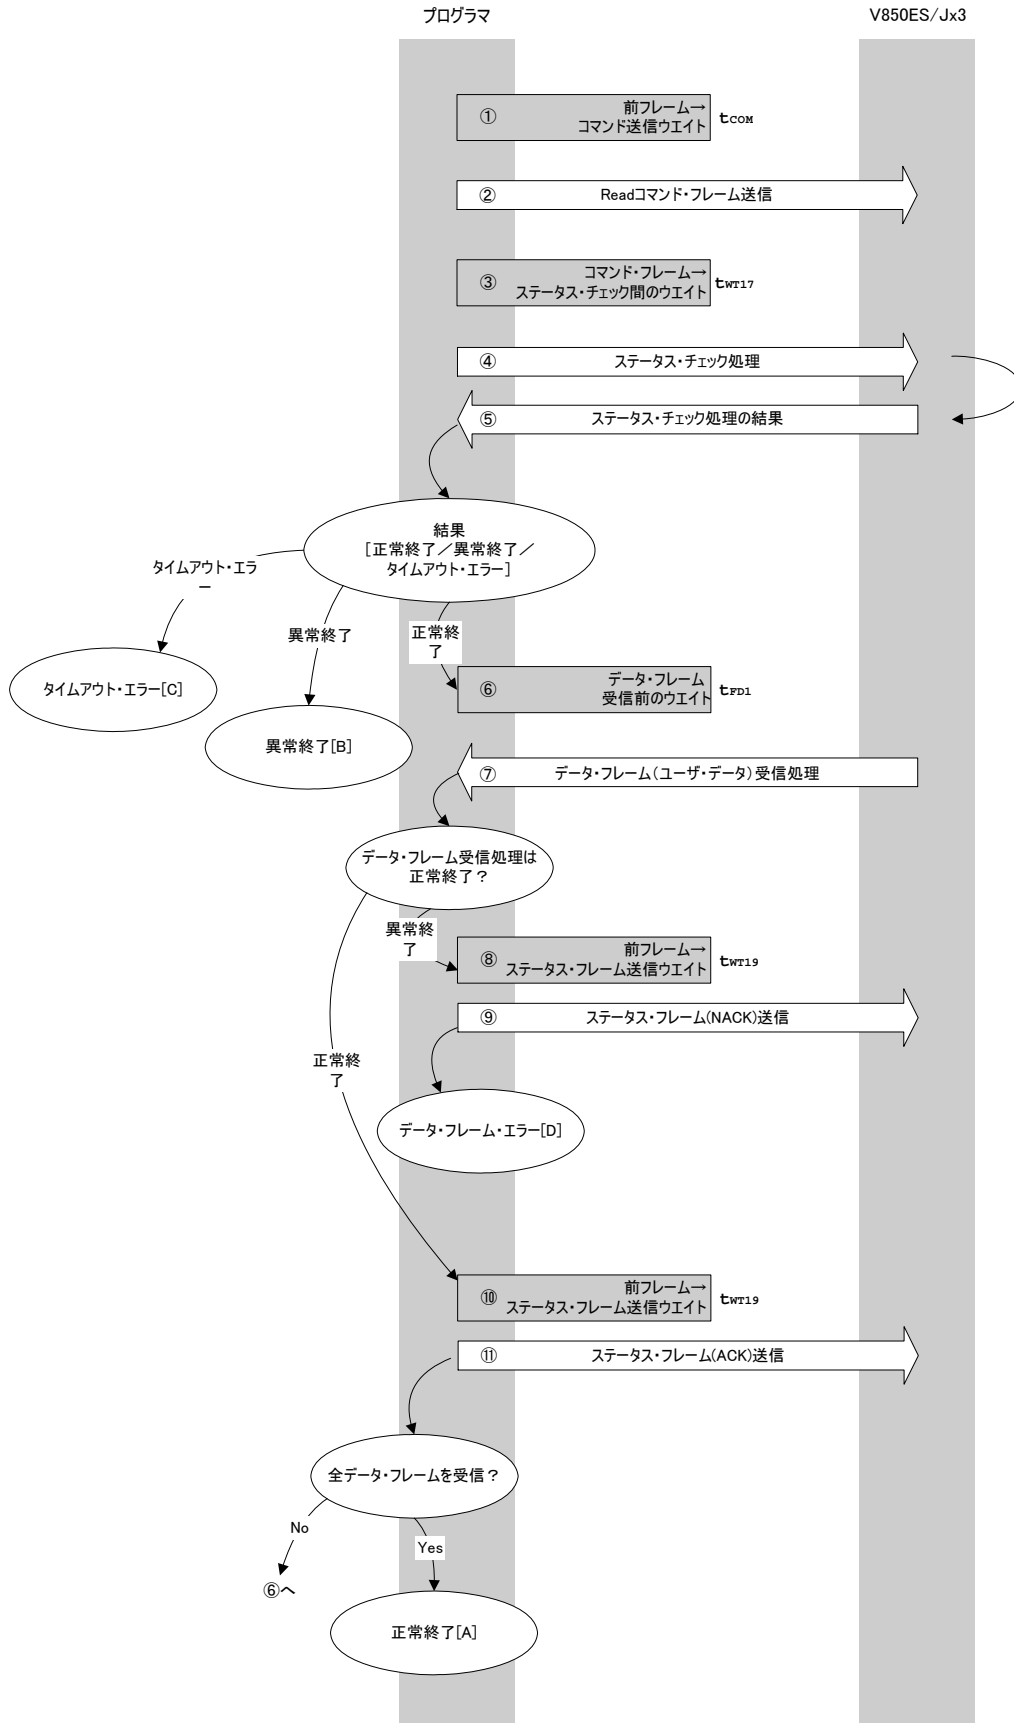 プログラマ
V850ES/Jx3
① 前フレーム→
コマンド送信ウエイト
tCOM
② Readコマンド・フレーム送信
③ コマンド・フレーム→
ステータス・チェック間のウエイト
tWT17
④ ステータス・チェック処理
⑤ ステータス・チェック処理の結果
結果
[正常終了／異常終了／
タイムアウト・エラー]
タイムアウト・エラ
ー
異常終了
正常終
了
タイムアウト・エラー[C]
異常終了[B]
⑥ データ・フレーム
受信前のウエイト
tFD1
⑦ データ・フレーム（ユーザ・データ）受信処理
データ・フレーム受信処理は
正常終了？
異常終
了
⑧ 前フレーム→
ステータス・フレーム送信ウエイト
tWT19
⑨ ステータス・フレーム(NACK)送信
正常終
了
データ・フレーム・エラー[D]
⑩ 前フレーム→
ステータス・フレーム送信ウエイト
tWT19
⑪ ステータス・フレーム(ACK)送信
全データ・フレームを受信？
No
Yes
⑥へ
正常終了[A]